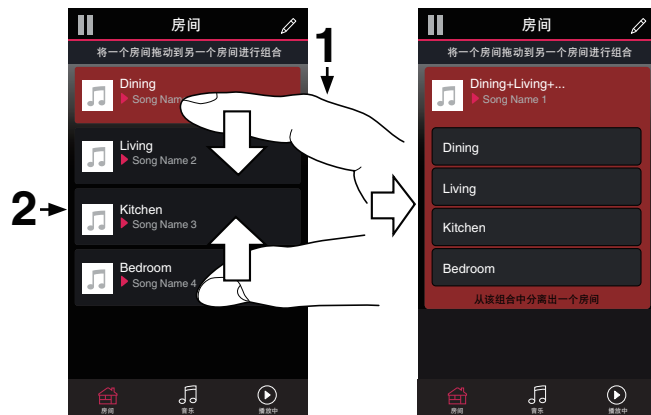 房间
将一个房间拖动到另一个房间进行组合
Dining
Song Nam
Living
Song Name 2
Kitchen
Song Name 3
Bedroom
Song Name 4
房间
音乐
播放中
1
2
房间
将一个房间拖动到另一个房间进行组合
Dining+Living+...
Song Name 1
Dining
Living
Kitchen
Bedroom
从该组合中分离出一个房间
房间
音乐
播放中